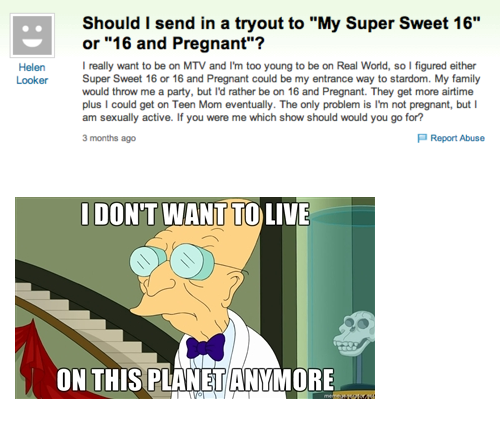 Should I send in a tryout to "My Super Sweet 16"
or "16 and Pregnant"?
Helen
Looker
I really want to be on MTV and I'm too young to be on Real World, so I figured either
Super Sweet 16 or 16 and Pregnant could be my entrance way to stardom. My family
would throw me a party, but I'd rather be on 16 and Pregnant. They get more airtime
plus I could get on Teen Mom eventually. The only problem is I'm not pregnant, but I
am sexually active. If you were me which show should would you go for?
3 months ago
Report Abuse
I DON'T WANT TO LIVE
ON THIS PLANET ANYMORE